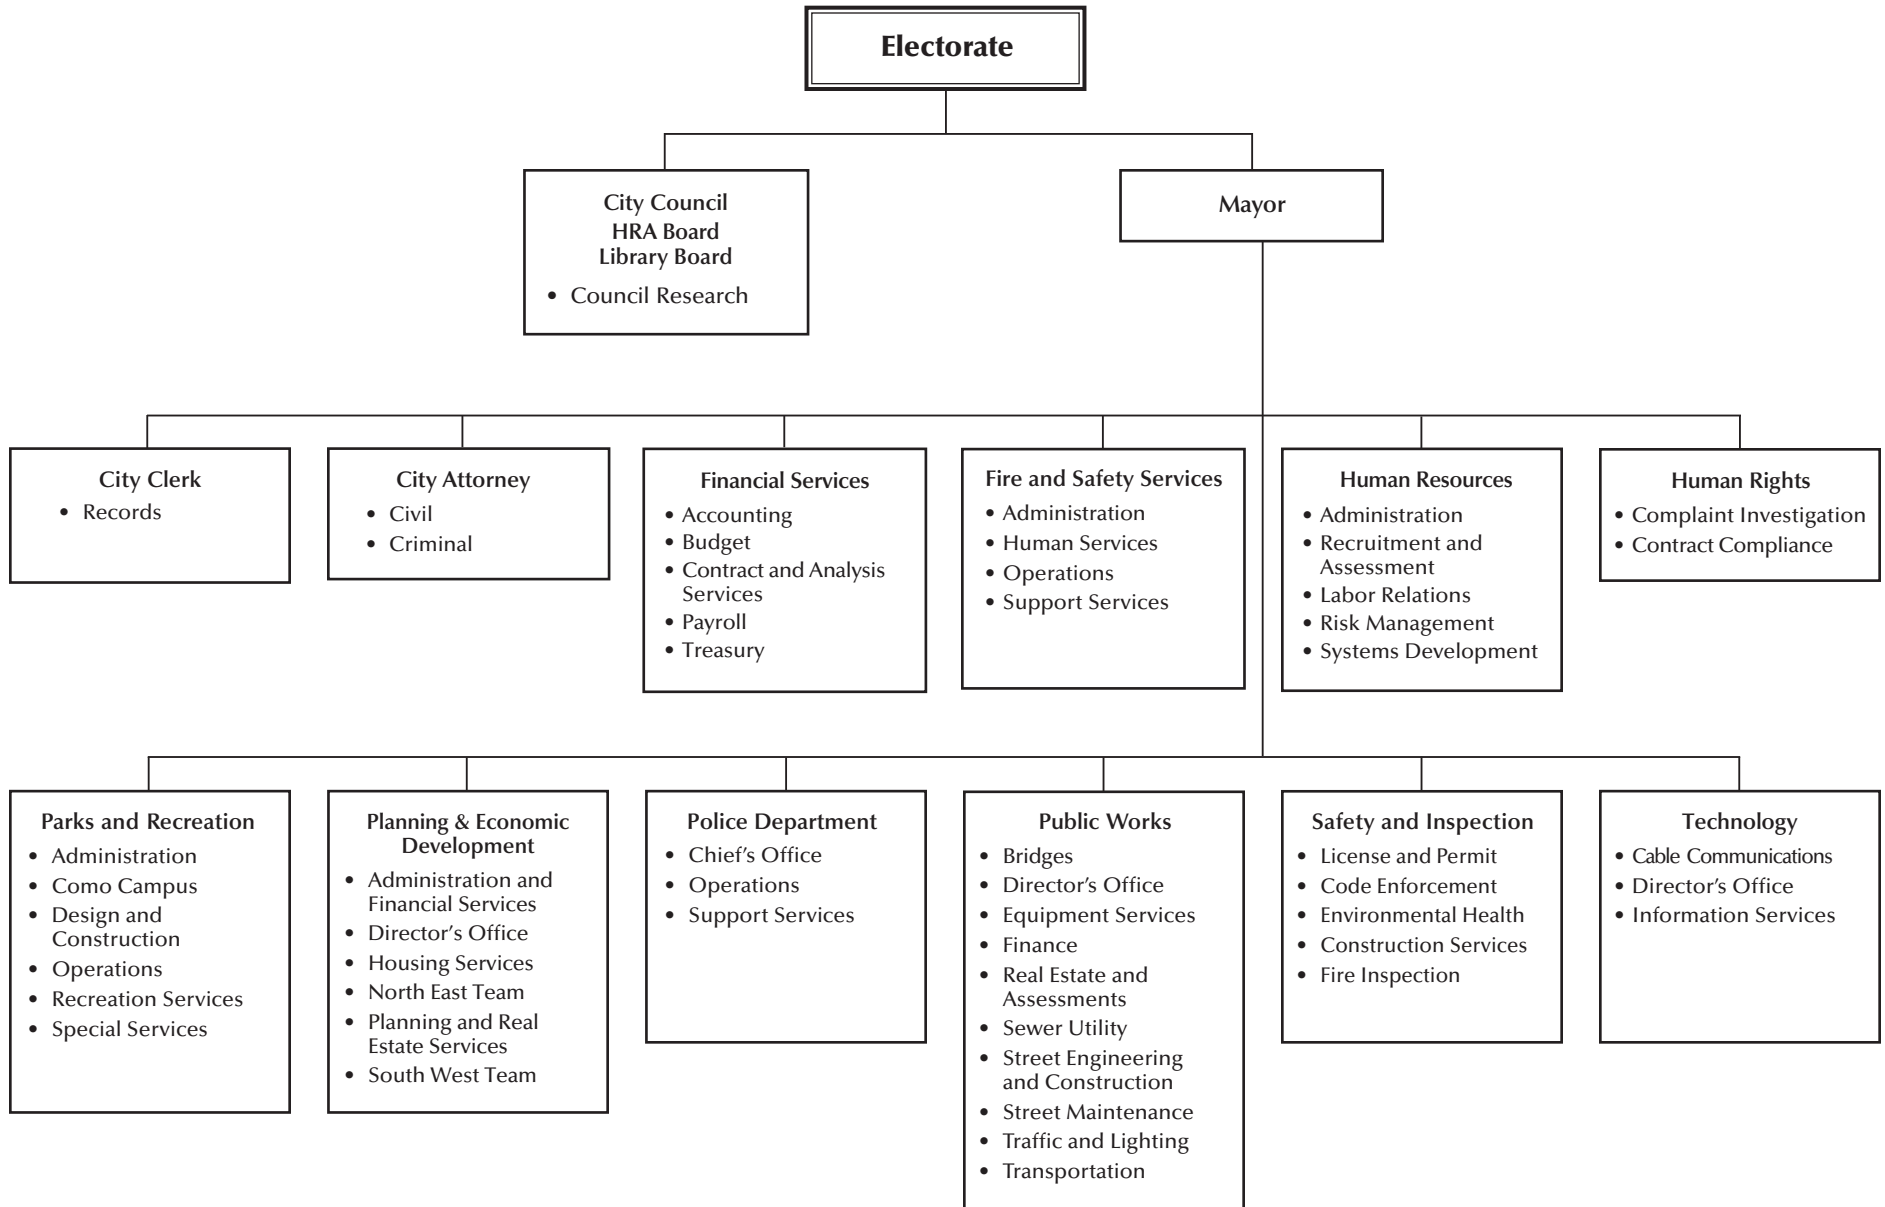 Electorate
City Council
HRA Board
Library Board
• Council Research
Mayor
City Clerk
• Records
City Attorney
• Civil
• Criminal
Financial Services
• Accounting
• Budget
• Contract and Analysis
Services
• Payroll
• Treasury
Fire and Safety Services
• Administration
• Human Services
• Operations
• Support Services
Human Resources
• Administration
• Recruitment and
Assessment
• Labor Relations
• Risk Management
• Systems Development
Human Rights
• Complaint Investigation
• Contract Compliance
Parks and Recreation
• Administration
• Como Campus
• Design and
Construction
• Operations
• Recreation Services
• Special Services
Planning & Economic
Development
• Administration and
Financial Services
• Director's Office
• Housing Services
• North East Team
• Planning and Real
Estate Services
• South West Team
Police Department
• Chief's Office
• Operations
• Support Services
Public Works
• Bridges
• Director's Office
• Equipment Services
• Finance
• Real Estate and
Assessments
• Sewer Utility
• Street Engineering
and Construction
• Street Maintenance
• Traffic and Lighting
• Transportation
Safety and Inspection
• License and Permit
• Code Enforcement
• Environmental Health
• Construction Services
• Fire Inspection
Technology
• Cable Communications
• Director's Office
• Information Services